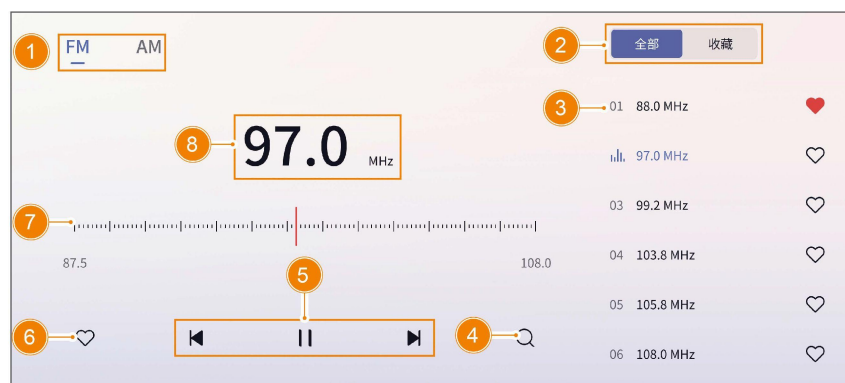 1
FM AM
2
全部 收藏
3
01 88.0 MHz
8
97.0 MHz
97.0 MHz
03 99.2 MHz
7
87.5 108.0
04 103.8 MHz
5
05 105.8 MHz
6
4
06 108.0 MHz